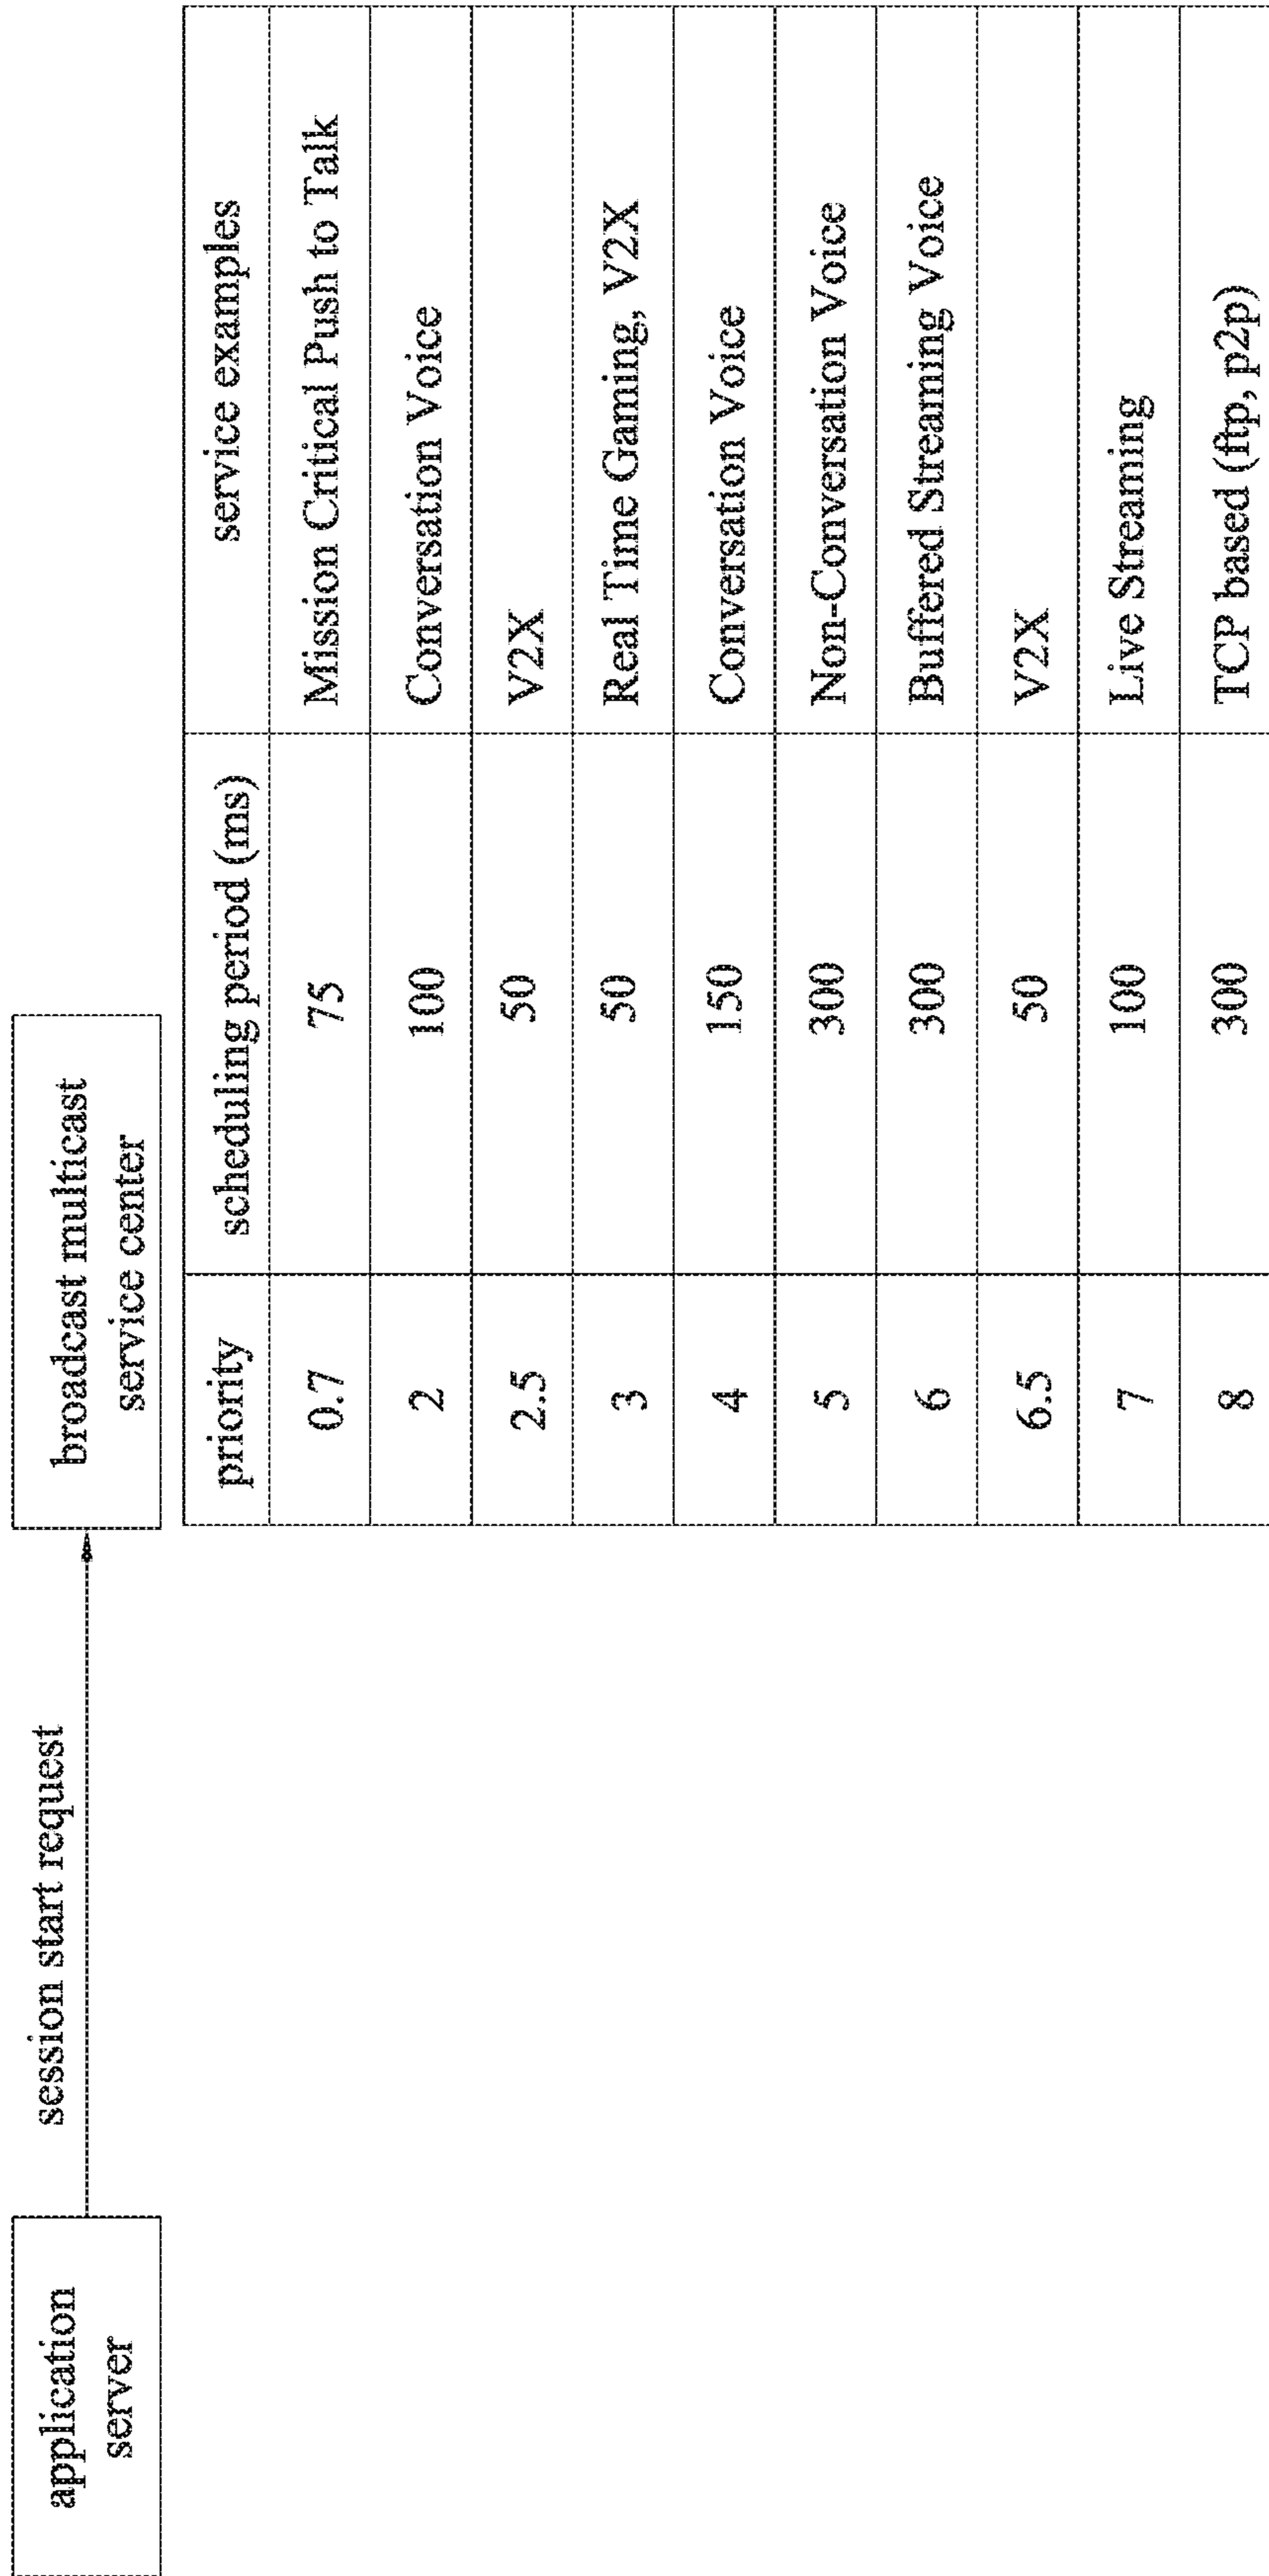 application
server
session start request
broadcast multicast
service center
priority scheduling period (ms) service examples
0.7 75 Mission Critical Push to Talk
2 100 Conversation Voice
2.5 50 V2X
3 50 Real Time Gaming, V2X
4 150 Conversation Voice
5 300 Non-Conversation Voice
6 300 Buffered Streaming Voice
6.5 50 V2X
7 100 Live Streaming
8 300 TCP based (ftp, p2p)